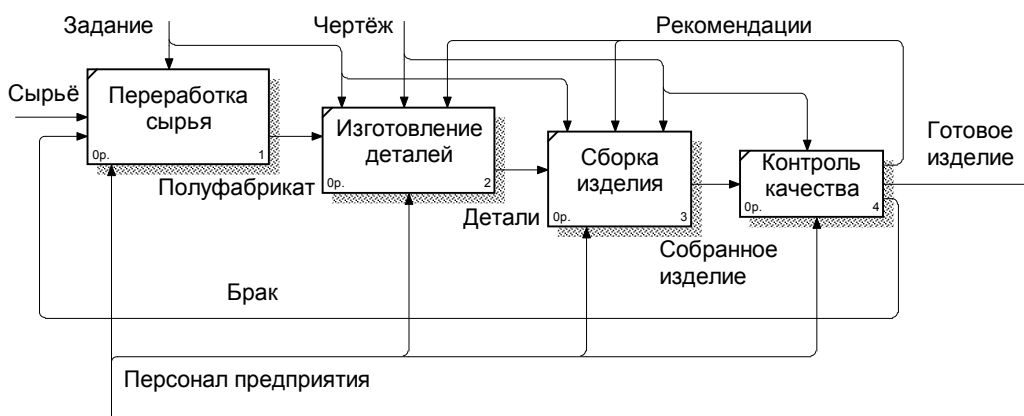 Задание
Чертёж
Рекомендации
Сырьё
Переработка
сырья
0р.
1
Полуфабрикат
Изготовление
деталей
0р.
2
Детали
Сборка
изделия
0р.
3
Собранное
изделие
Контроль
качества
0р.
4
Готовое
изделие
Брак
Персонал предприятия